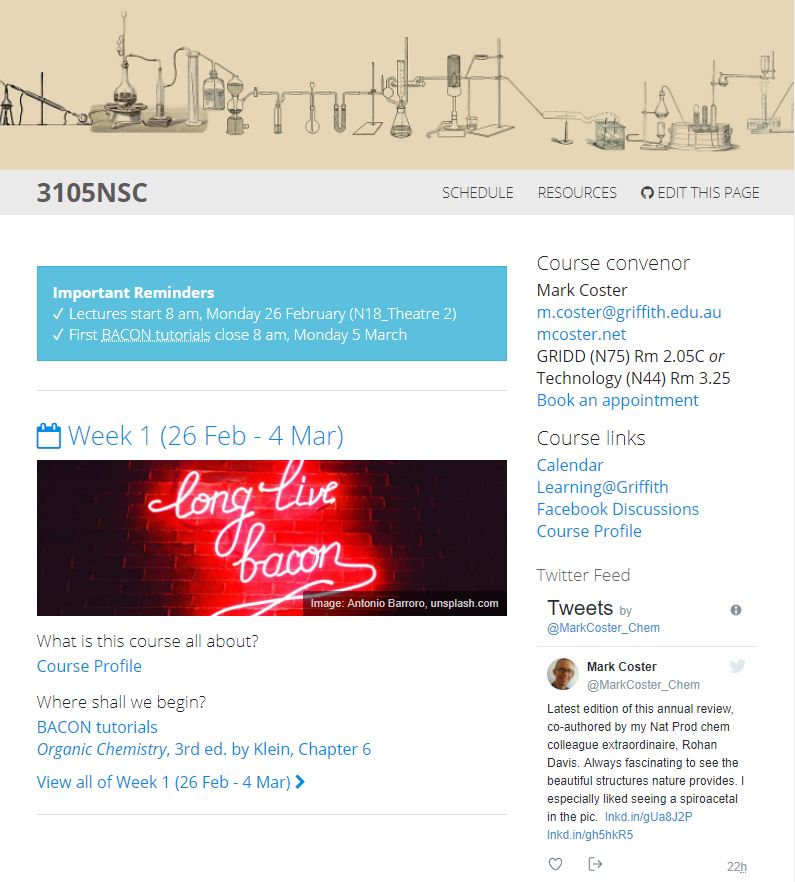 3105NSC
SCHEDULE RESOURCES EDIT THIS PAGE
Important Reminders
✓ Lectures start 8 am, Monday 26 February (N18_Theatre 2)
✓ First BACON tutorials close 8 am, Monday 5 March
Week 1 (26 Feb - 4 Mar)
long live
bacon
Image: Antonio Barroro, unsplash.com
What is this course all about?
Course Profile
Where shall we begin?
BACON tutorials
Organic Chemistry, 3rd ed. by Klein, Chapter 6
View all of Week 1 (26 Feb - 4 Mar)
Course convenor
Mark Coster
m.coster@griffith.edu.au
mcoster.net
GRIDD (N75) Rm 2.05C or
Technology (N44) Rm 3.25
Book an appointment
Course links
Calendar
Learning@Griffith
Facebook Discussions
Course Profile
Twitter Feed
Tweets by
@MarkCoster_Chem
Mark Coster
@MarkCoster_Chem
Latest edition of this annual review,
co-authored by my Nat Prod chem
colleague extraordinaire, Rohan
Davis. Always fascinating to see the
beautiful structures nature provides. I
especially liked seeing a spiroacetal
in the pic. lnkd.in/gUa8J2P
lnkd.in/gh5hkR5
22h